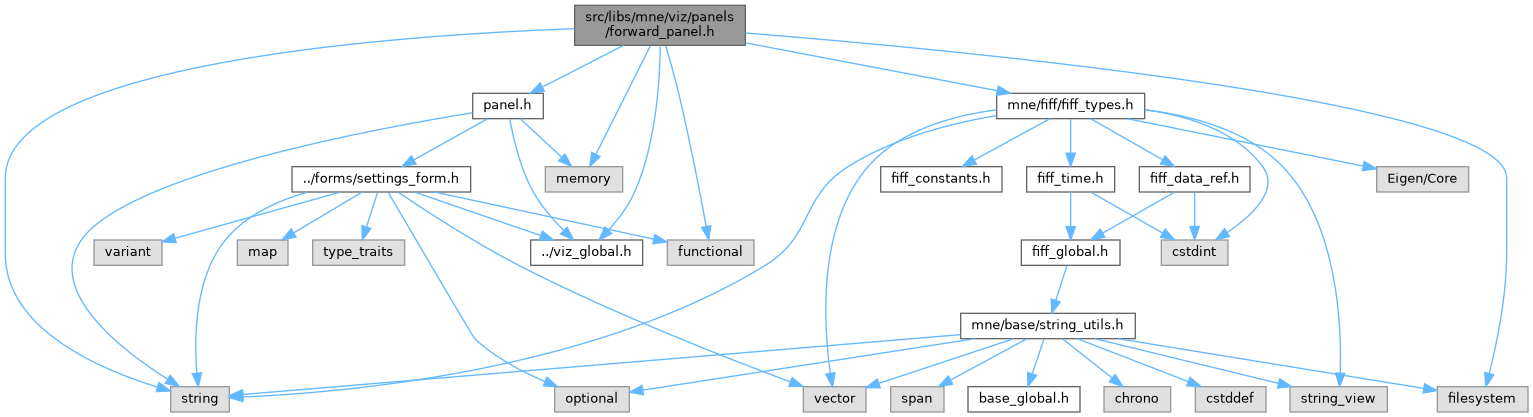 src/libs/mne/viz/panels
/forward_panel.h
panel.h
mne/fiff/fiff_types.h
../forms/settings_form.h
memory
fiff_constants.h
fiff_time.h
fiff_data_ref.h
Eigen/Core
variant
map
type_traits
../viz_global.h
functional
fiff_global.h
cstdint
mne/base/string_utils.h
string
optional
vector
span
base_global.h
chrono
cstddef
string_view
filesystem